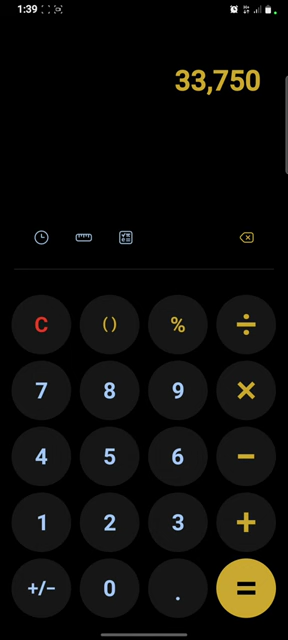 1:39
33,750
C ( ) % ÷
7 8 9 ×
4 5 6 −
1 2 3 +
+/− 0 . =